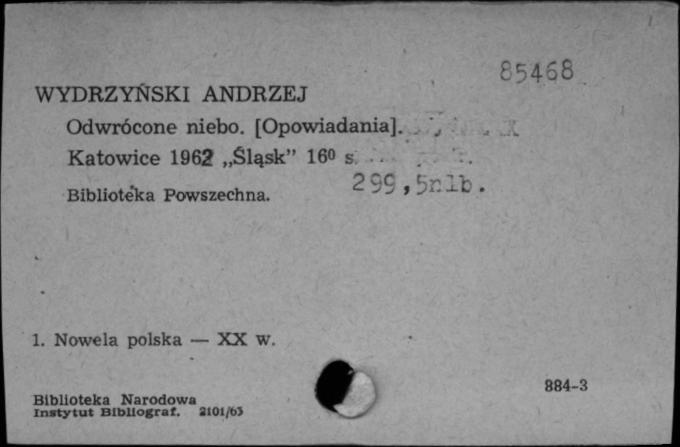 85468
WYDRZYŃSKI ANDRZEJ
Odwrócone niebo. [Opowiadania].
Katowice 1962 „Śląsk” 16⁰ s.
299,5nlb.
Biblioteka Powszechna.
1. Nowela polska — XX w.
884-3
Biblioteka Narodowa
Instytut Bibliograf. 2101/63